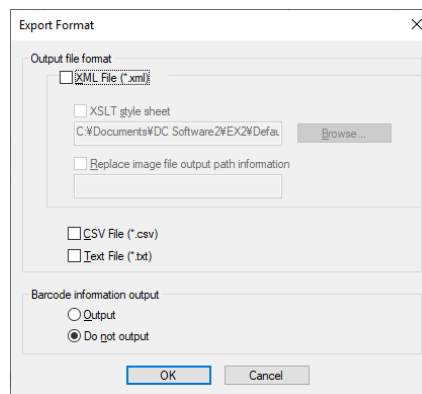 Export Format
Output file format
XML File (*.xml)
XSLT style sheet
C:¥Documents¥DC Software2¥EX2¥Defau
Browse...
Replace image file output path information
CSV File (*.csv)
Text File (*.txt)
Barcode information output
Output
Do not output
OK Cancel